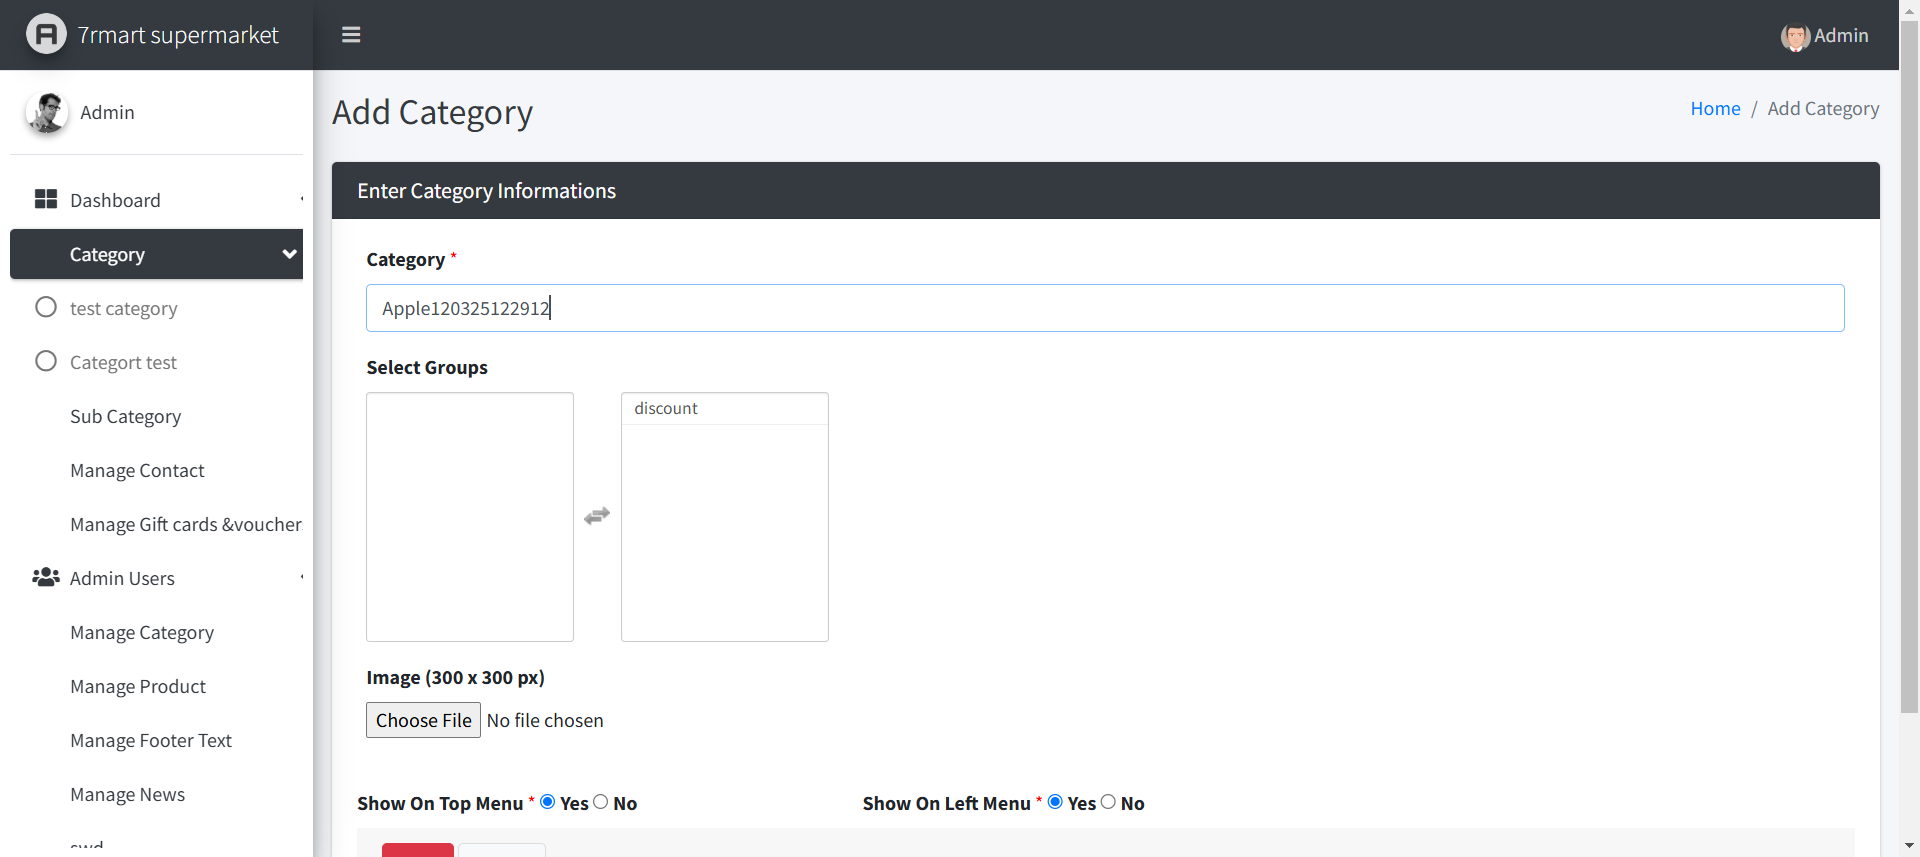 7rmart supermarket
Admin
Admin
Add Category
Home / Add Category
Dashboard
Category
test category
Categort test
Sub Category
Manage Contact
Manage Gift cards &voucher
Admin Users
Manage Category
Manage Product
Manage Footer Text
Manage News
Enter Category Informations
Category *
Apple120325122912
Select Groups
discount
Image (300 x 300 px)
Choose File No file chosen
Show On Top Menu * Yes No
Show On Left Menu * Yes No